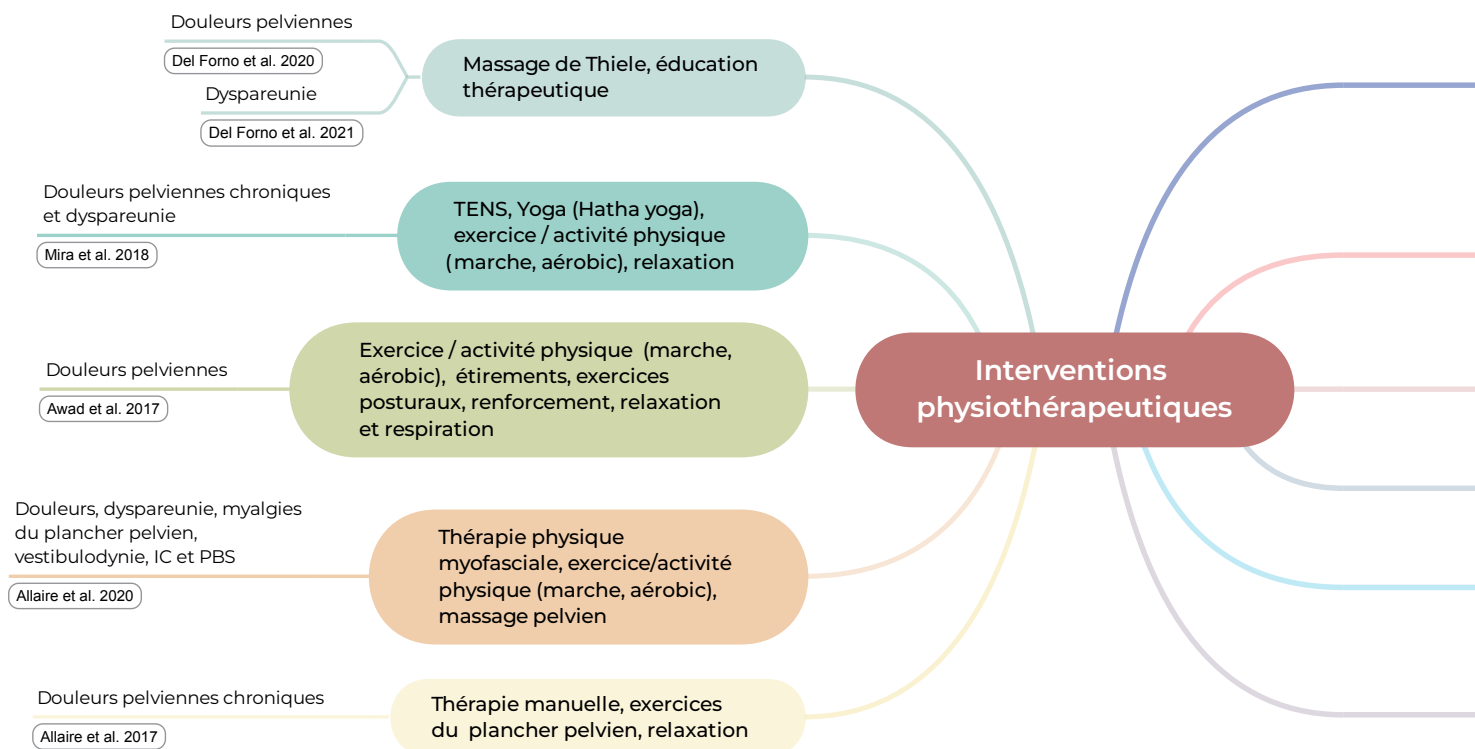 Douleurs pelviennes
Del Forno et al. 2020
Dyspareunie
Del Forno et al. 2021
Massage de Thiele, éducation
thérapeutique
Douleurs pelviennes chroniques
et dyspareunie
Mira et al. 2018
TENS, Yoga (Hatha yoga),
exercice / activité physique
(marche, aérobic), relaxation
Douleurs pelviennes
Awad et al. 2017
Exercice / activité physique (marche,
aérobic), étirements, exercices
posturaux, renforcement, relaxation
et respiration
Interventions
physiothérapeutiques
Douleurs, dyspareunie, myalgies
du plancher pelvien,
vestibulodynie, IC et PBS
Allaire et al. 2020
Thérapie physique
myofasciale, exercice/activité
physique (marche, aérobic),
massage pelvien
Douleurs pelviennes chroniques
Allaire et al. 2017
Thérapie manuelle, exercices
du plancher pelvien, relaxation